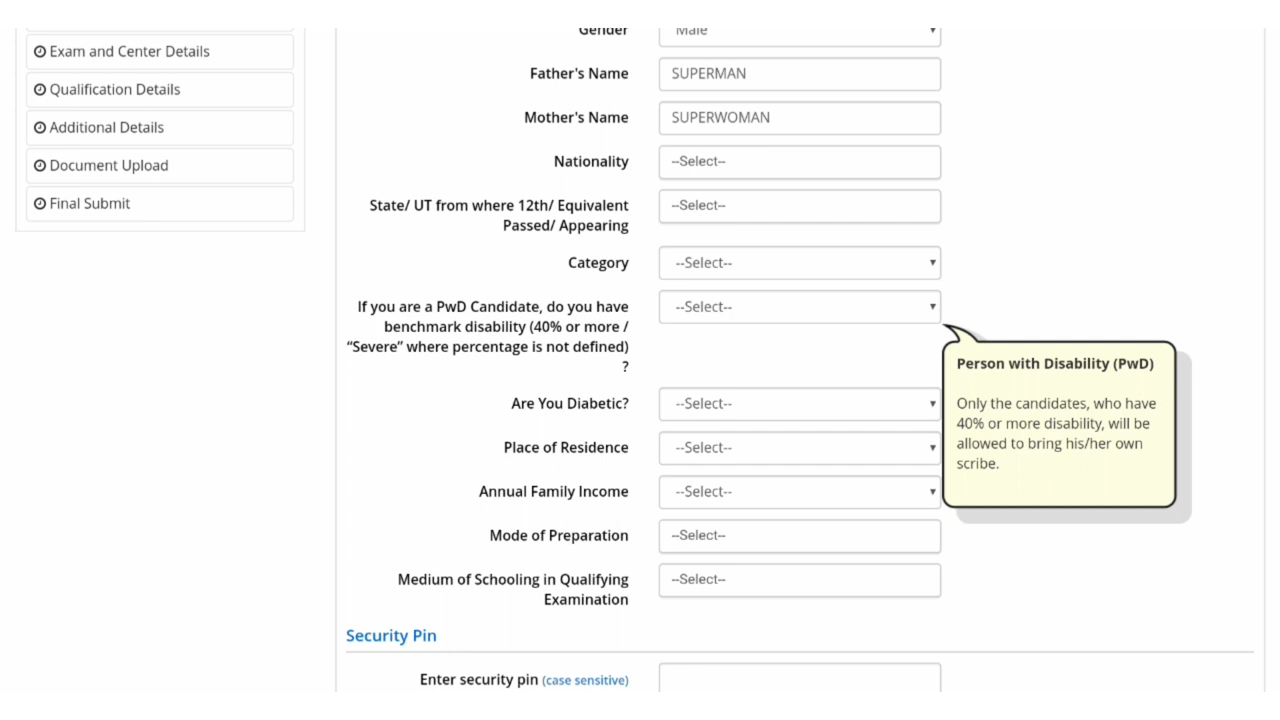 Exam and Center Details
Qualification Details
Additional Details
Document Upload
Final Submit
Gender Male
Father's Name SUPERMAN
Mother's Name SUPERWOMAN
Nationality --Select--
State/ UT from where 12th/ Equivalent --Select--
Passed/ Appearing
Category --Select--
If you are a PwD Candidate, do you have --Select--
benchmark disability (40% or more /
“Severe” where percentage is not defined)
?
Person with Disability (PwD)
Only the candidates, who have
40% or more disability, will be
allowed to bring his/her own
scribe.
Are You Diabetic? --Select--
Place of Residence --Select--
Annual Family Income --Select--
Mode of Preparation --Select--
Medium of Schooling in Qualifying --Select--
Examination
Security Pin
Enter security pin (case sensitive)